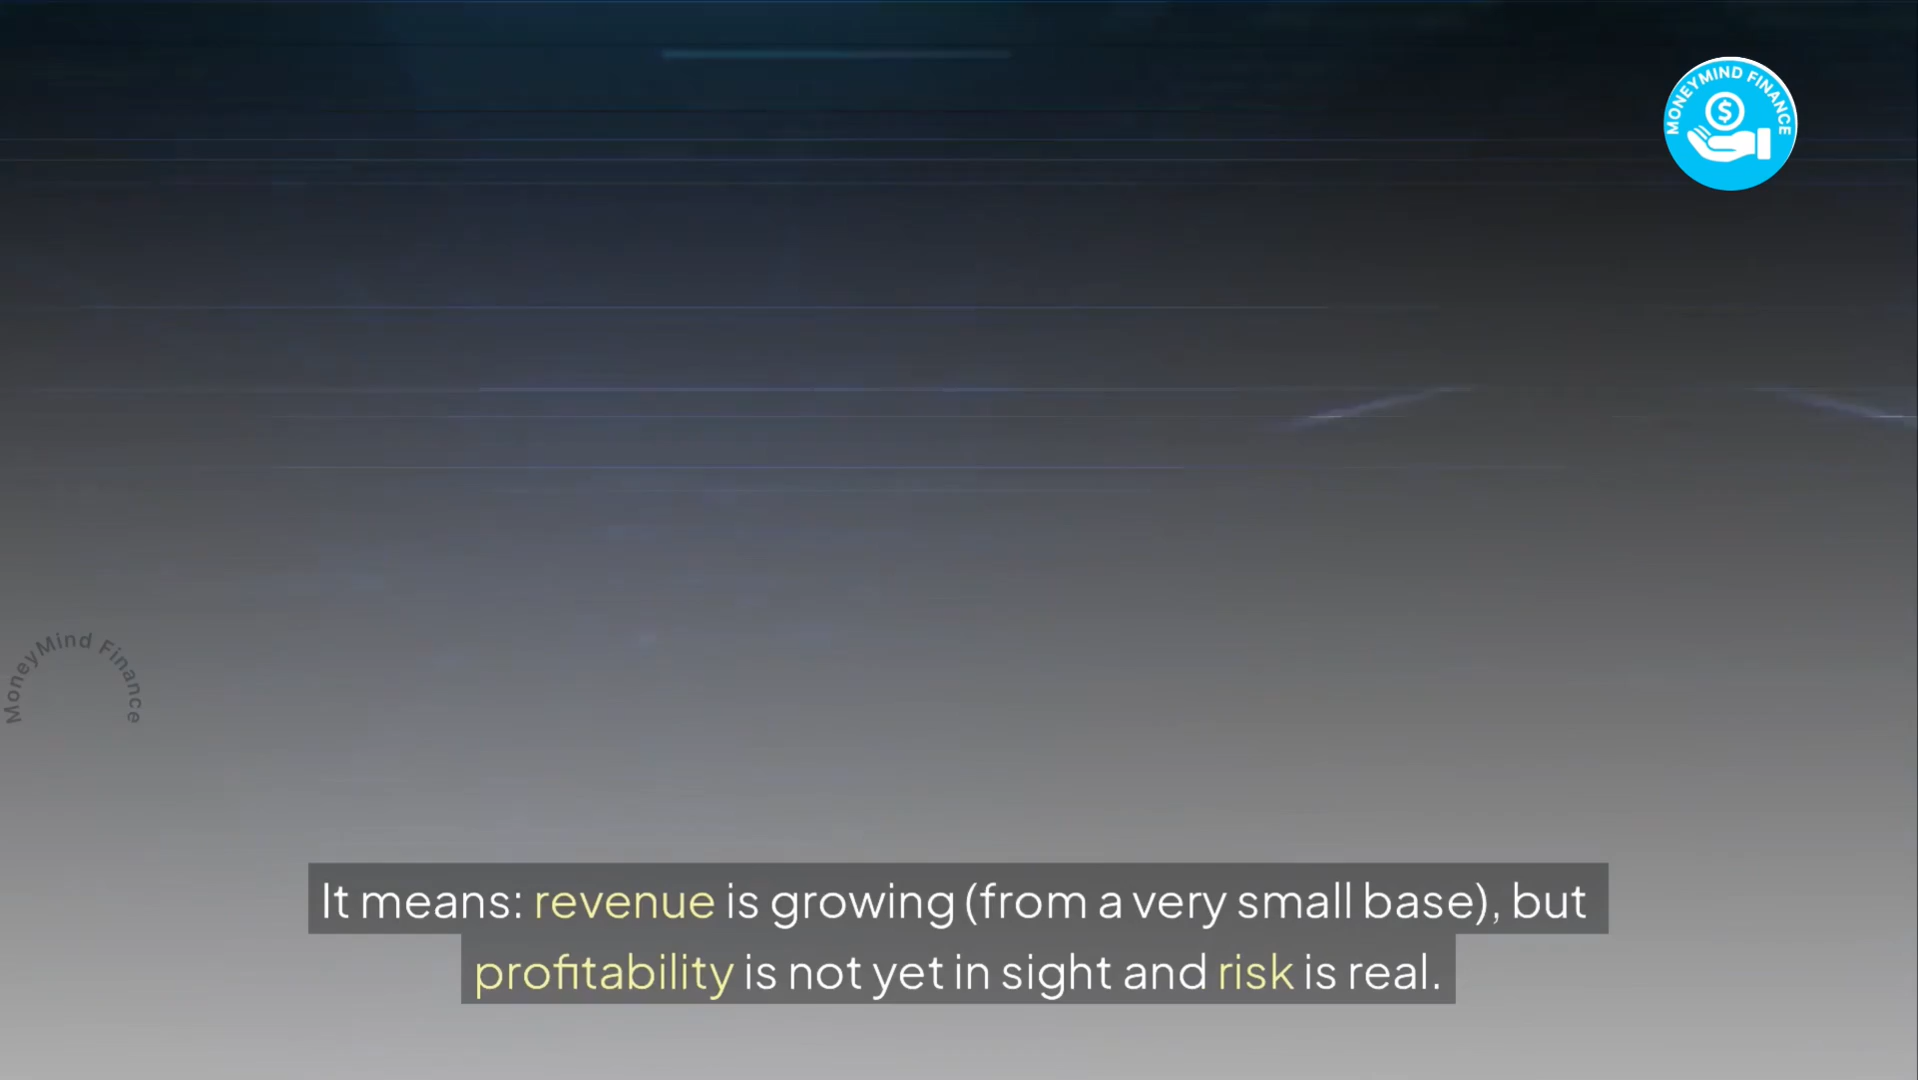 MONEYMIND FINANCE
$
MoneyMind Finance
It means: revenue is growing (from a very small base), but
profitability is not yet in sight and risk is real.